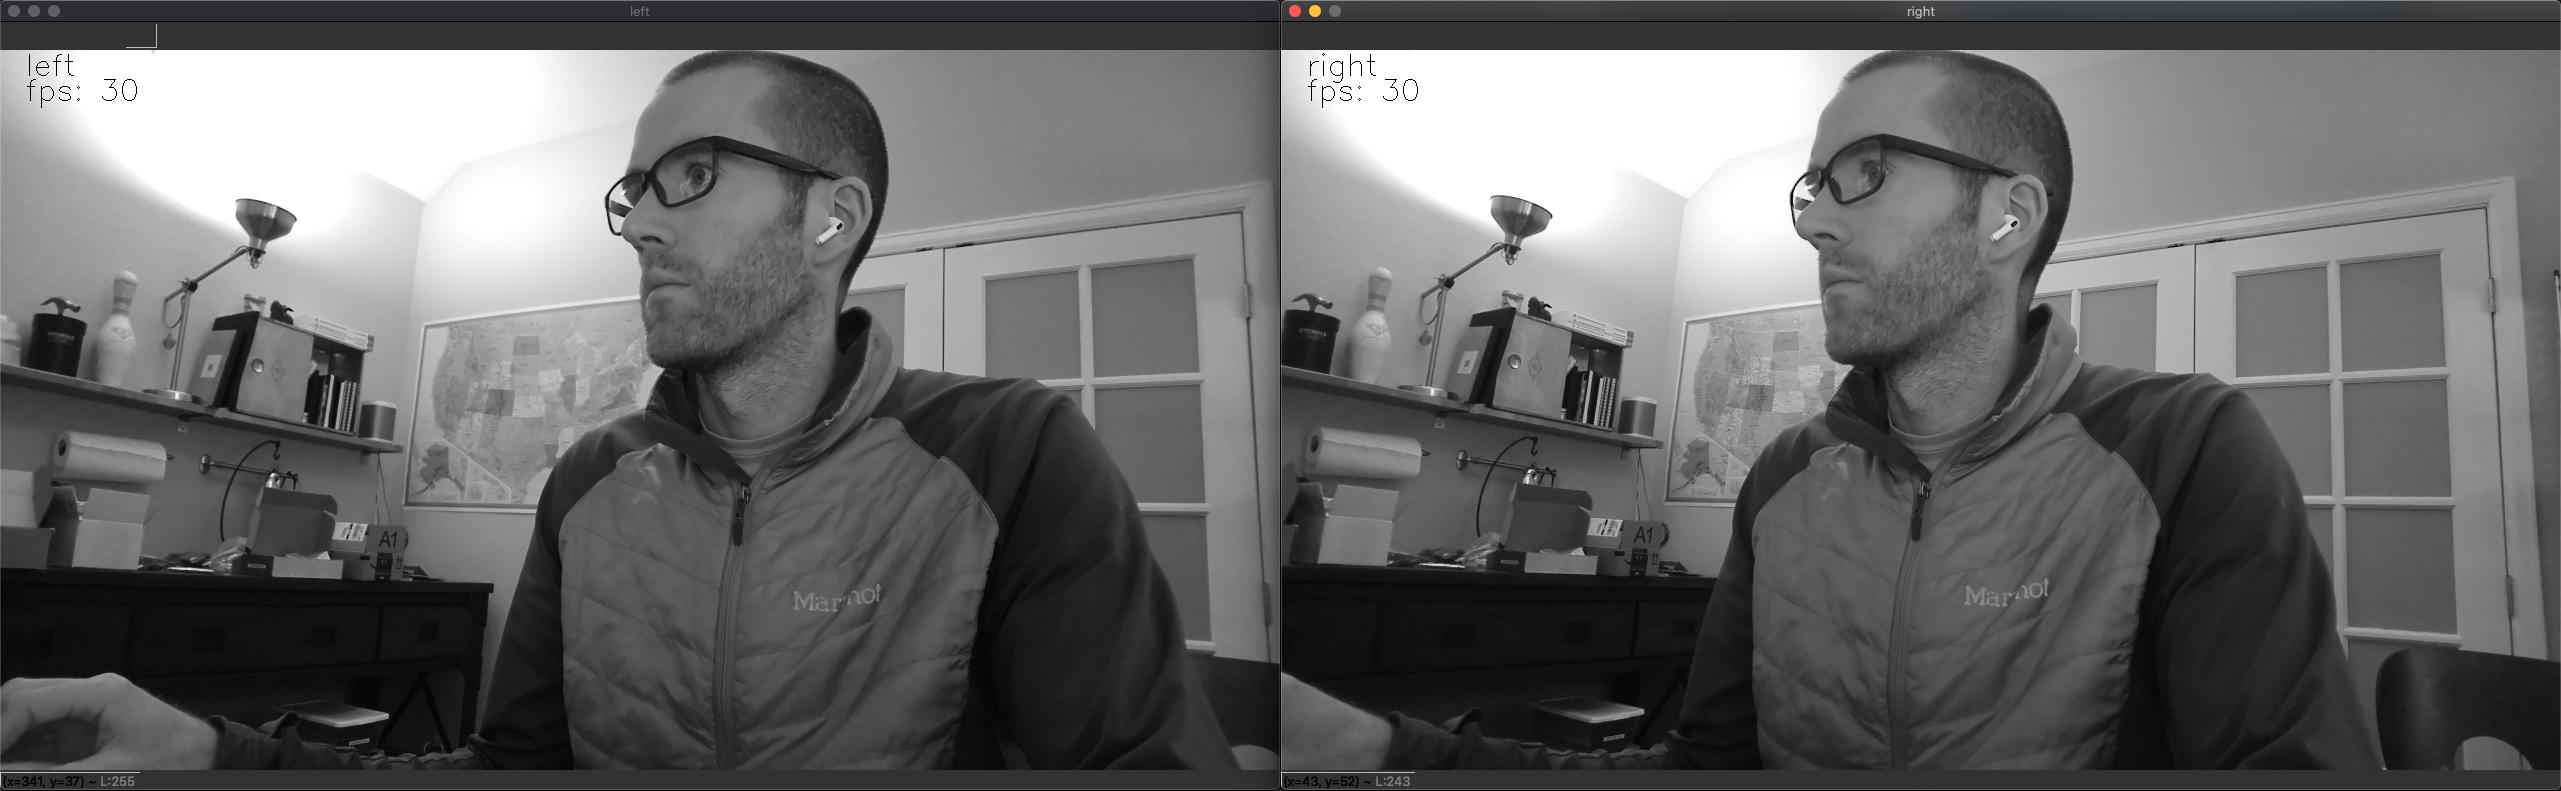 left
right
left
fps: 30
right
fps: 30
A1
A1
Marmot
Marmot
(x=341, y=37) ~ L:255
(x=43, y=52) ~ L:243